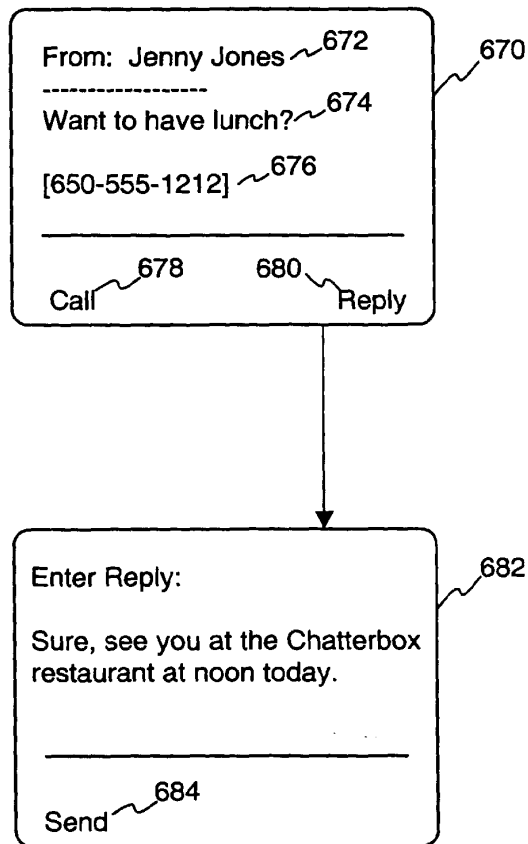 From: Jenny Jones 672
670
------------------
Want to have lunch? 674
[650-555-1212] 676
678 680
Call Reply
Enter Reply:
682
Sure, see you at the Chatterbox
restaurant at noon today.
684
Send